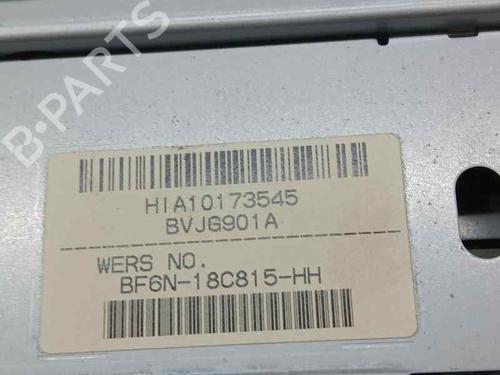 B-PARTS
HIA10173545
BVJG901A
WERS NO.
BF6N-18C815-HH